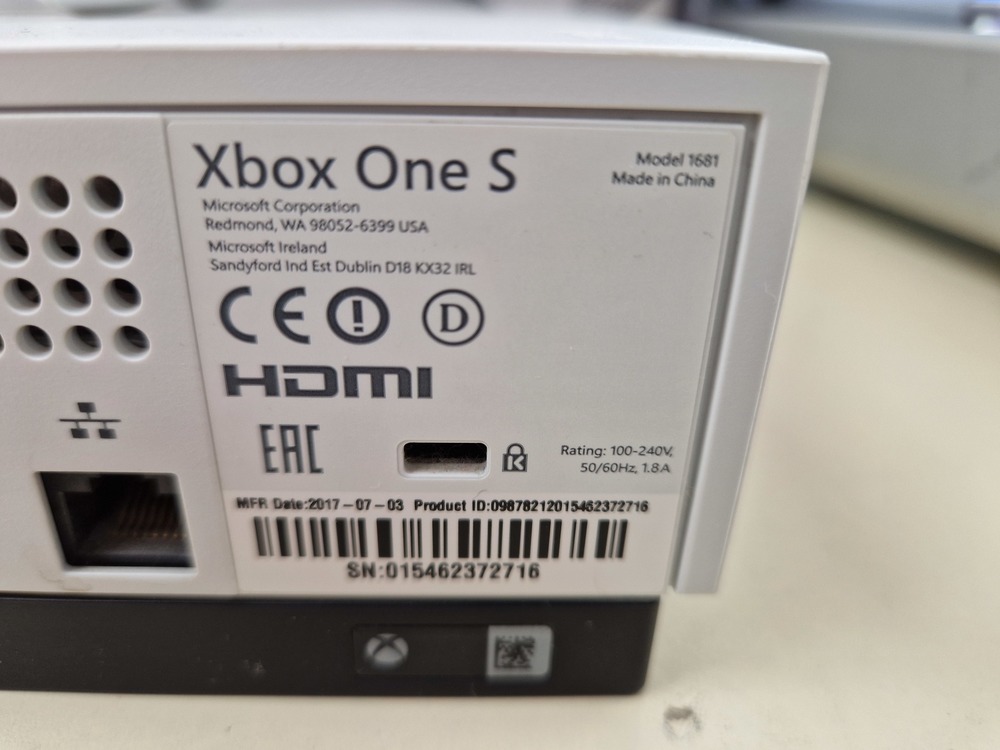 Xbox One S
Model 1681
Made in China
Microsoft Corporation
Redmond, WA 98052-6399 USA
Microsoft Ireland
Sandyford Ind Est Dublin D18 KX32 IRL
CE
D
HDMI
EAC
K
Rating: 100-240V,
50/60Hz, 1.8A
MFR Date:2017-07-03 Product ID:09878212015462372716
SN:015462372716